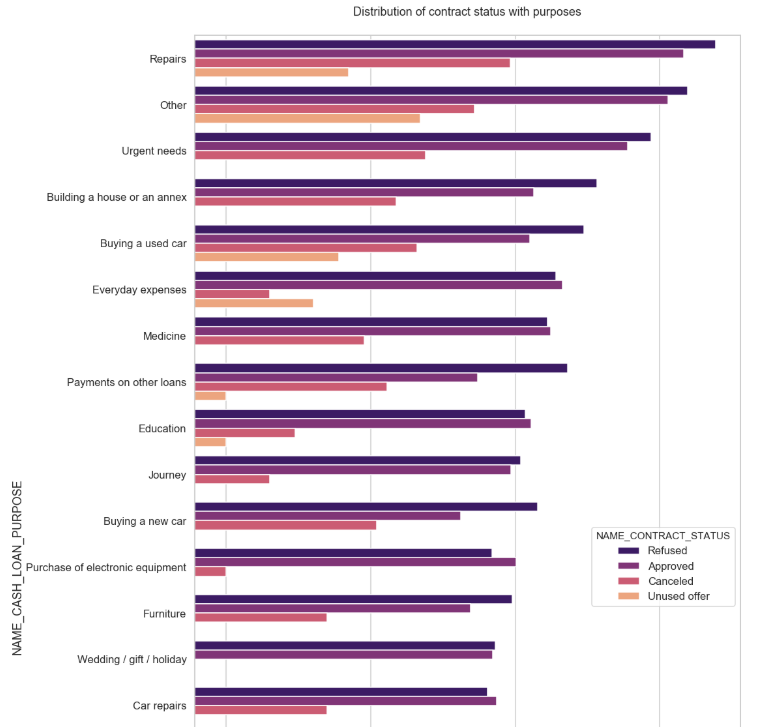 Distribution of contract status with purposes
Repairs
Other
Urgent needs
Building a house or an annex
Buying a used car
Everyday expenses
Medicine
Payments on other loans
Education
Journey
Buying a new car
Purchase of electronic equipment
Furniture
Wedding / gift / holiday
Car repairs
NAME_CASH_LOAN_PURPOSE
NAME_CONTRACT_STATUS
Refused
Approved
Canceled
Unused offer